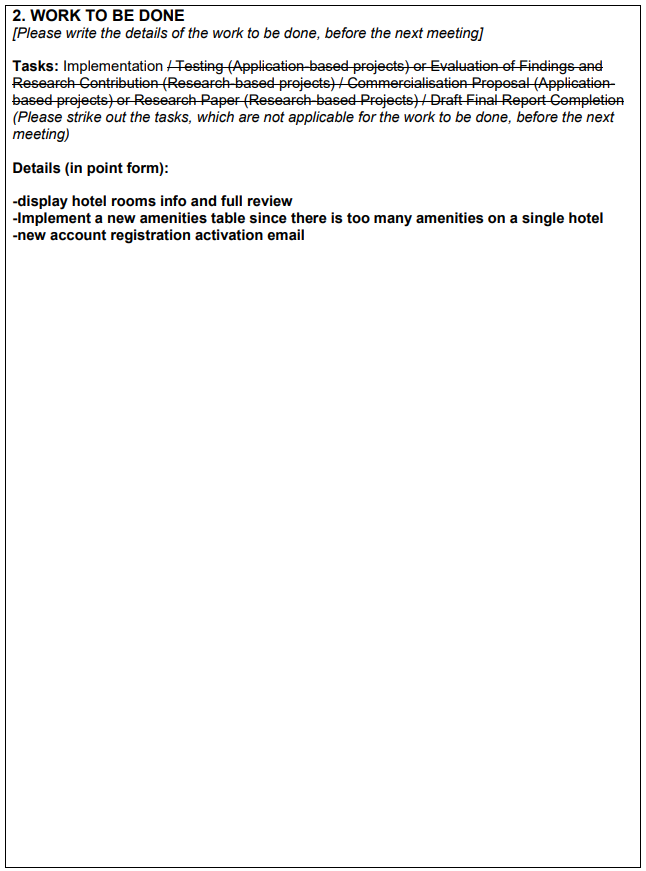 2. WORK TO BE DONE
[Please write the details of the work to be done, before the next meeting]
Tasks: Implementation / Testing (Application-based projects) or Evaluation of Findings and
Research Contribution (Research-based projects) / Commercialisation Proposal (Application-
based projects) or Research Paper (Research-based Projects) / Draft Final Report Completion
(Please strike out the tasks, which are not applicable for the work to be done, before the next
meeting)
Details (in point form):
-display hotel rooms info and full review
-Implement a new amenities table since there is too many amenities on a single hotel
-new account registration activation email